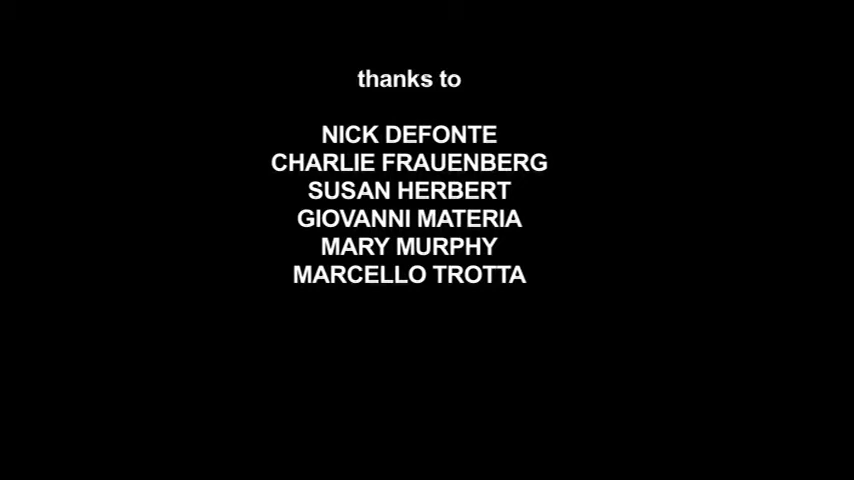 thanks to
NICK DEFONTE
CHARLIE FRAUENBERG
SUSAN HERBERT
GIOVANNI MATERIA
MARY MURPHY
MARCELLO TROTTA